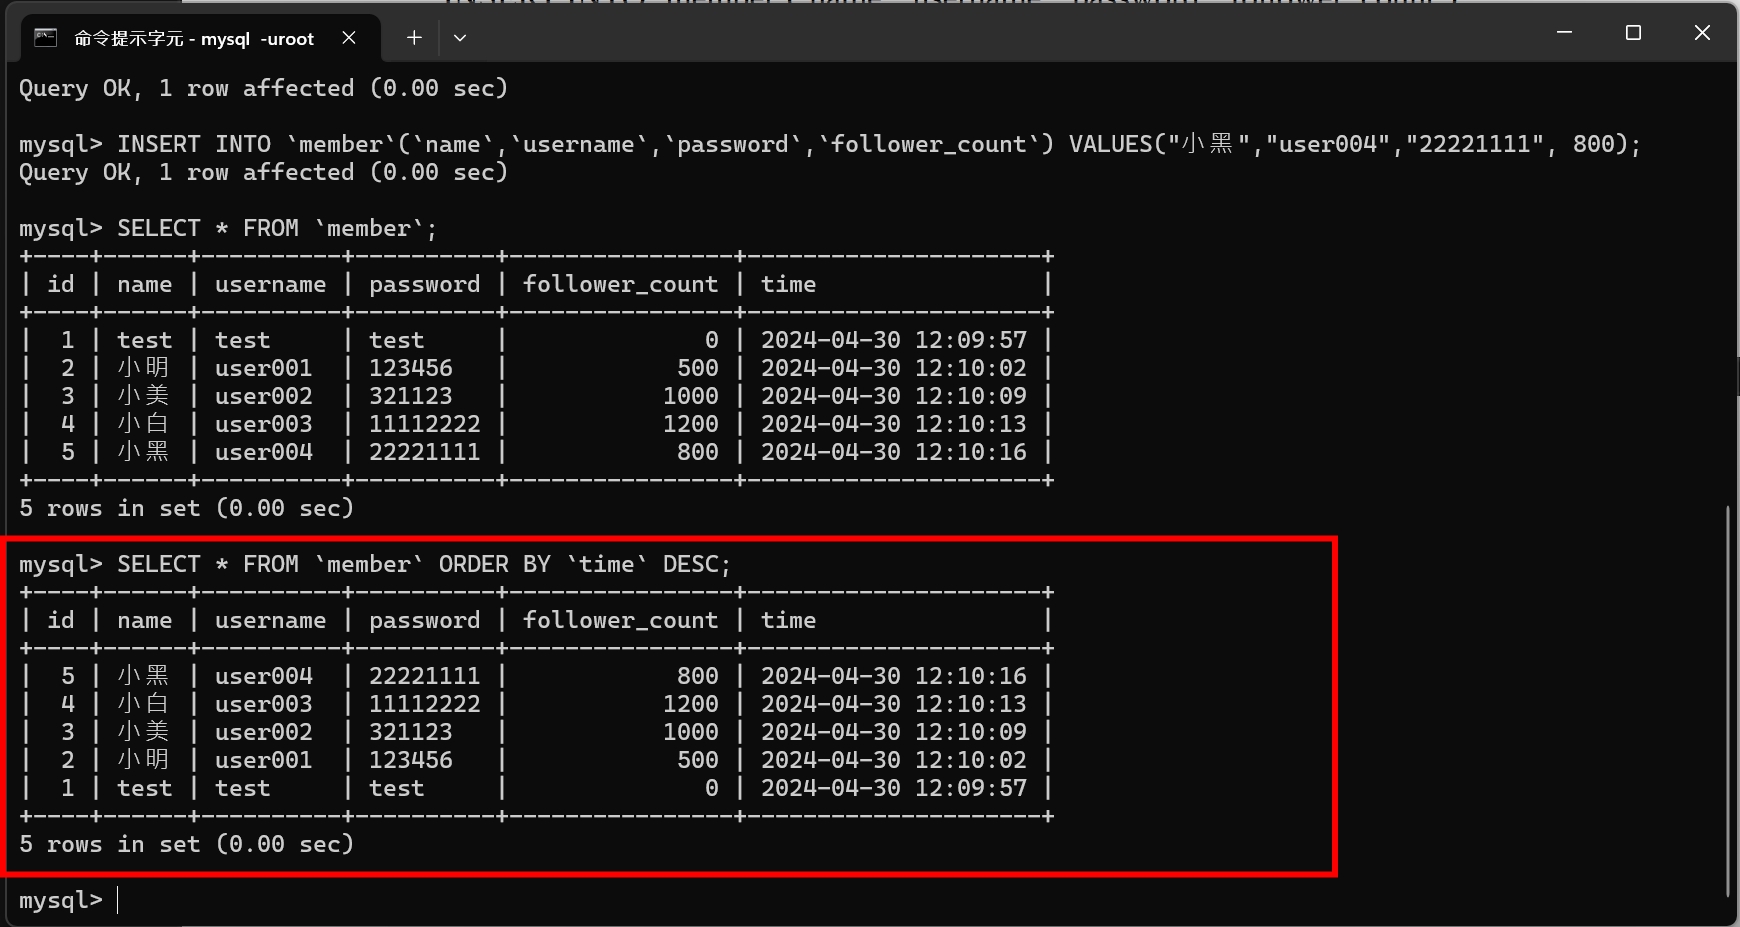 命令提示字元 - mysql  -uroot
Query OK, 1 row affected (0.00 sec)
mysql> INSERT INTO `member`(`name`,`username`,`password`,`follower_count`) VALUES("小黑","user004","22221111", 800);
Query OK, 1 row affected (0.00 sec)
mysql> SELECT * FROM `member`;
+----+------+----------+----------+----------------+---------------------+
| id | name | username | password | follower_count | time                |
+----+------+----------+----------+----------------+---------------------+
|  1 | test | test     | test     |              0 | 2024-04-30 12:09:57 |
|  2 | 小明 | user001  | 123456   |            500 | 2024-04-30 12:10:02 |
|  3 | 小美 | user002  | 321123   |           1000 | 2024-04-30 12:10:09 |
|  4 | 小白 | user003  | 11112222 |           1200 | 2024-04-30 12:10:13 |
|  5 | 小黑 | user004  | 22221111 |            800 | 2024-04-30 12:10:16 |
+----+------+----------+----------+----------------+---------------------+
5 rows in set (0.00 sec)
mysql> SELECT * FROM `member` ORDER BY `time` DESC;
+----+------+----------+----------+----------------+---------------------+
| id | name | username | password | follower_count | time                |
+----+------+----------+----------+----------------+---------------------+
|  5 | 小黑 | user004  | 22221111 |            800 | 2024-04-30 12:10:16 |
|  4 | 小白 | user003  | 11112222 |           1200 | 2024-04-30 12:10:13 |
|  3 | 小美 | user002  | 321123   |           1000 | 2024-04-30 12:10:09 |
|  2 | 小明 | user001  | 123456   |            500 | 2024-04-30 12:10:02 |
|  1 | test | test     | test     |              0 | 2024-04-30 12:09:57 |
+----+------+----------+----------+----------------+---------------------+
5 rows in set (0.00 sec)
mysql>